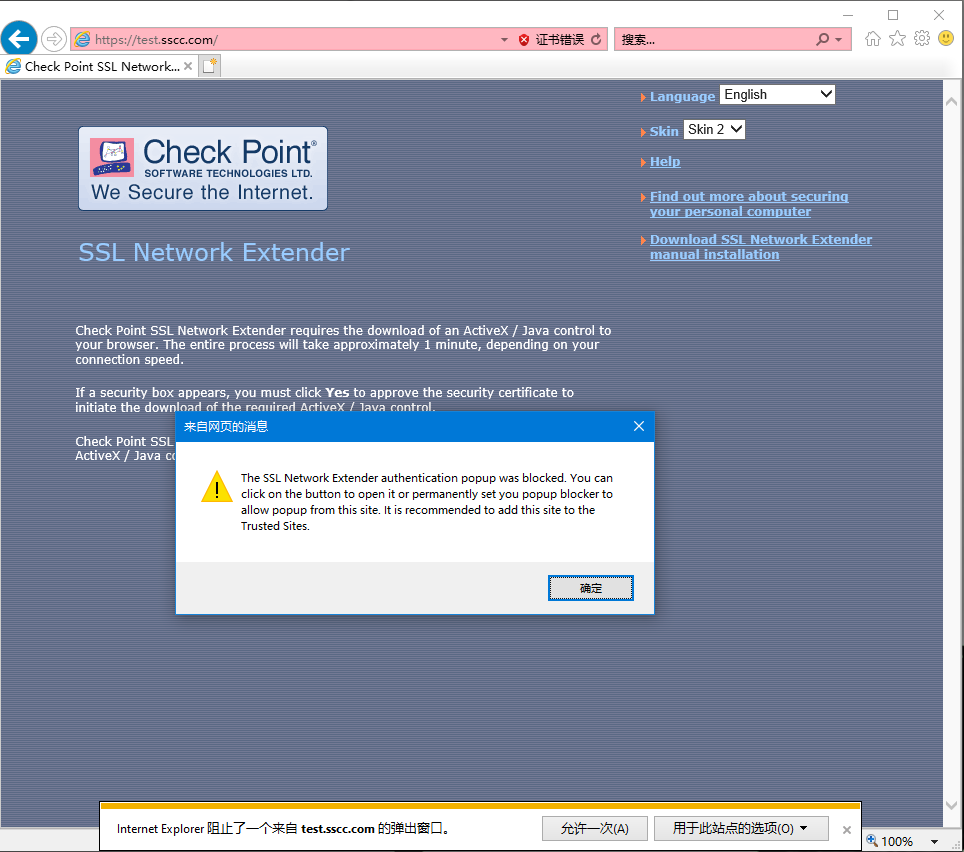 https://test.sscc.com/
证书错误
搜索...
Check Point SSL Network...
Language English
Skin Skin 2
Help
Find out more about securing
your personal computer
Download SSL Network Extender
manual installation
Check Point®
SOFTWARE TECHNOLOGIES LTD.
We Secure the Internet.
SSL Network Extender
Check Point SSL Network Extender requires the download of an ActiveX / Java control to
your browser. The entire process will take approximately 1 minute, depending on your
connection speed.
If a security box appears, you must click Yes to approve the security certificate to
initiate the download of the required ActiveX / Java control.
Check Point SSL
ActiveX / Java co
来自网页的消息
The SSL Network Extender authentication popup was blocked. You can
click on the button to open it or permanently set you popup blocker to
allow popup from this site. It is recommended to add this site to the
Trusted Sites.
确定
Internet Explorer 阻止了一个来自 test.sscc.com 的弹出窗口。
允许一次(A)
用于此站点的选项(O)
100%